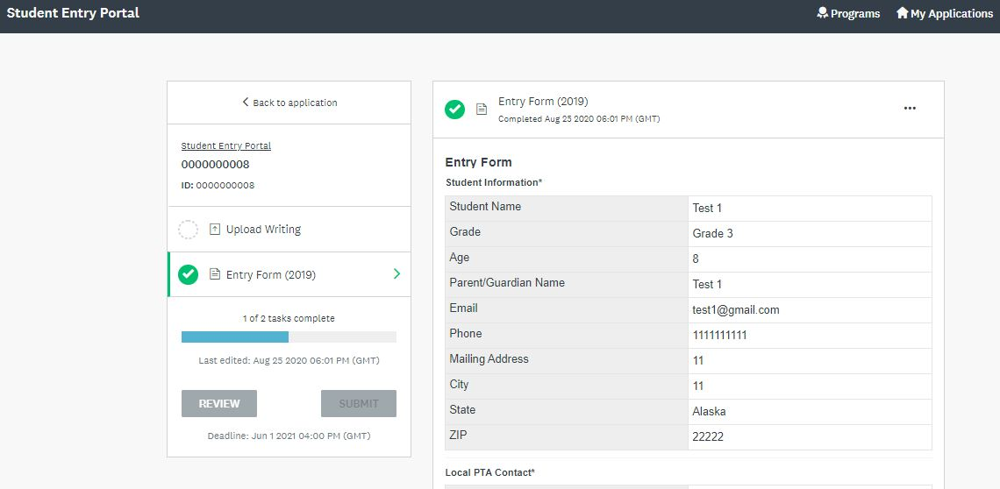 Student Entry Portal
Programs
My Applications
Back to application
Student Entry Portal
0000000008
ID: 0000000008
Upload Writing
Entry Form (2019)
1 of 2 tasks complete
Last edited: Aug 25 2020 06:01 PM (GMT)
REVIEW
SUBMIT
Deadline: Jun 1 2021 04:00 PM (GMT)
Entry Form (2019)
Completed Aug 25 2020 06:01 PM (GMT)
Entry Form
Student Information*
Student Name Test 1
Grade Grade 3
Age 8
Parent/Guardian Name Test 1
Email test1@gmail.com
Phone 1111111111
Mailing Address 11
City 11
State Alaska
ZIP 22222
Local PTA Contact*